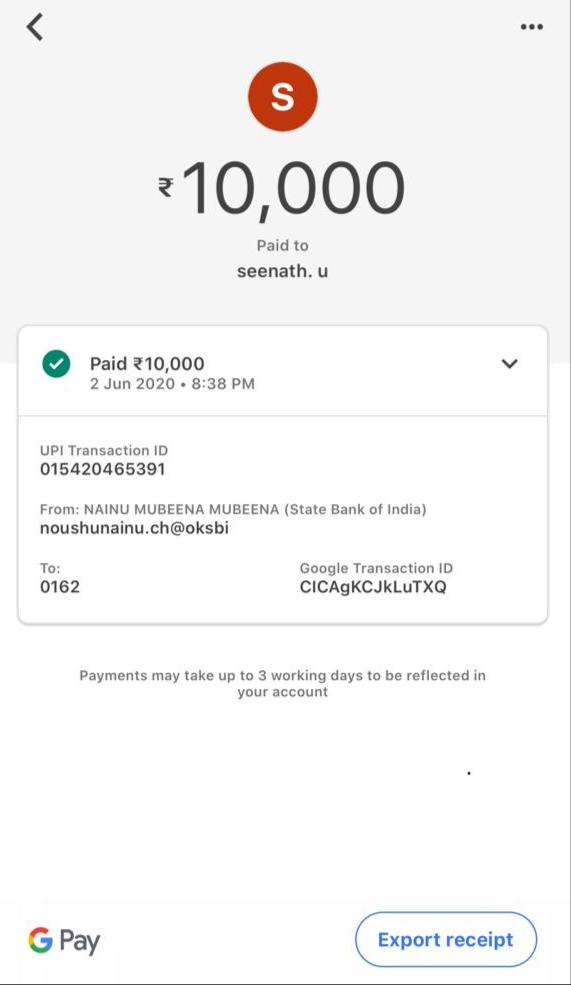 S
₹10,000
Paid to
seenath. u
Paid ₹10,000
2 Jun 2020 • 8:38 PM
UPI Transaction ID
015420465391
From: NAINU MUBEENA MUBEENA (State Bank of India)
noushunainu.ch@oksbi
To:
0162
Google Transaction ID
CICAgKCJkLuTXQ
Payments may take up to 3 working days to be reflected in
your account
G Pay
Export receipt